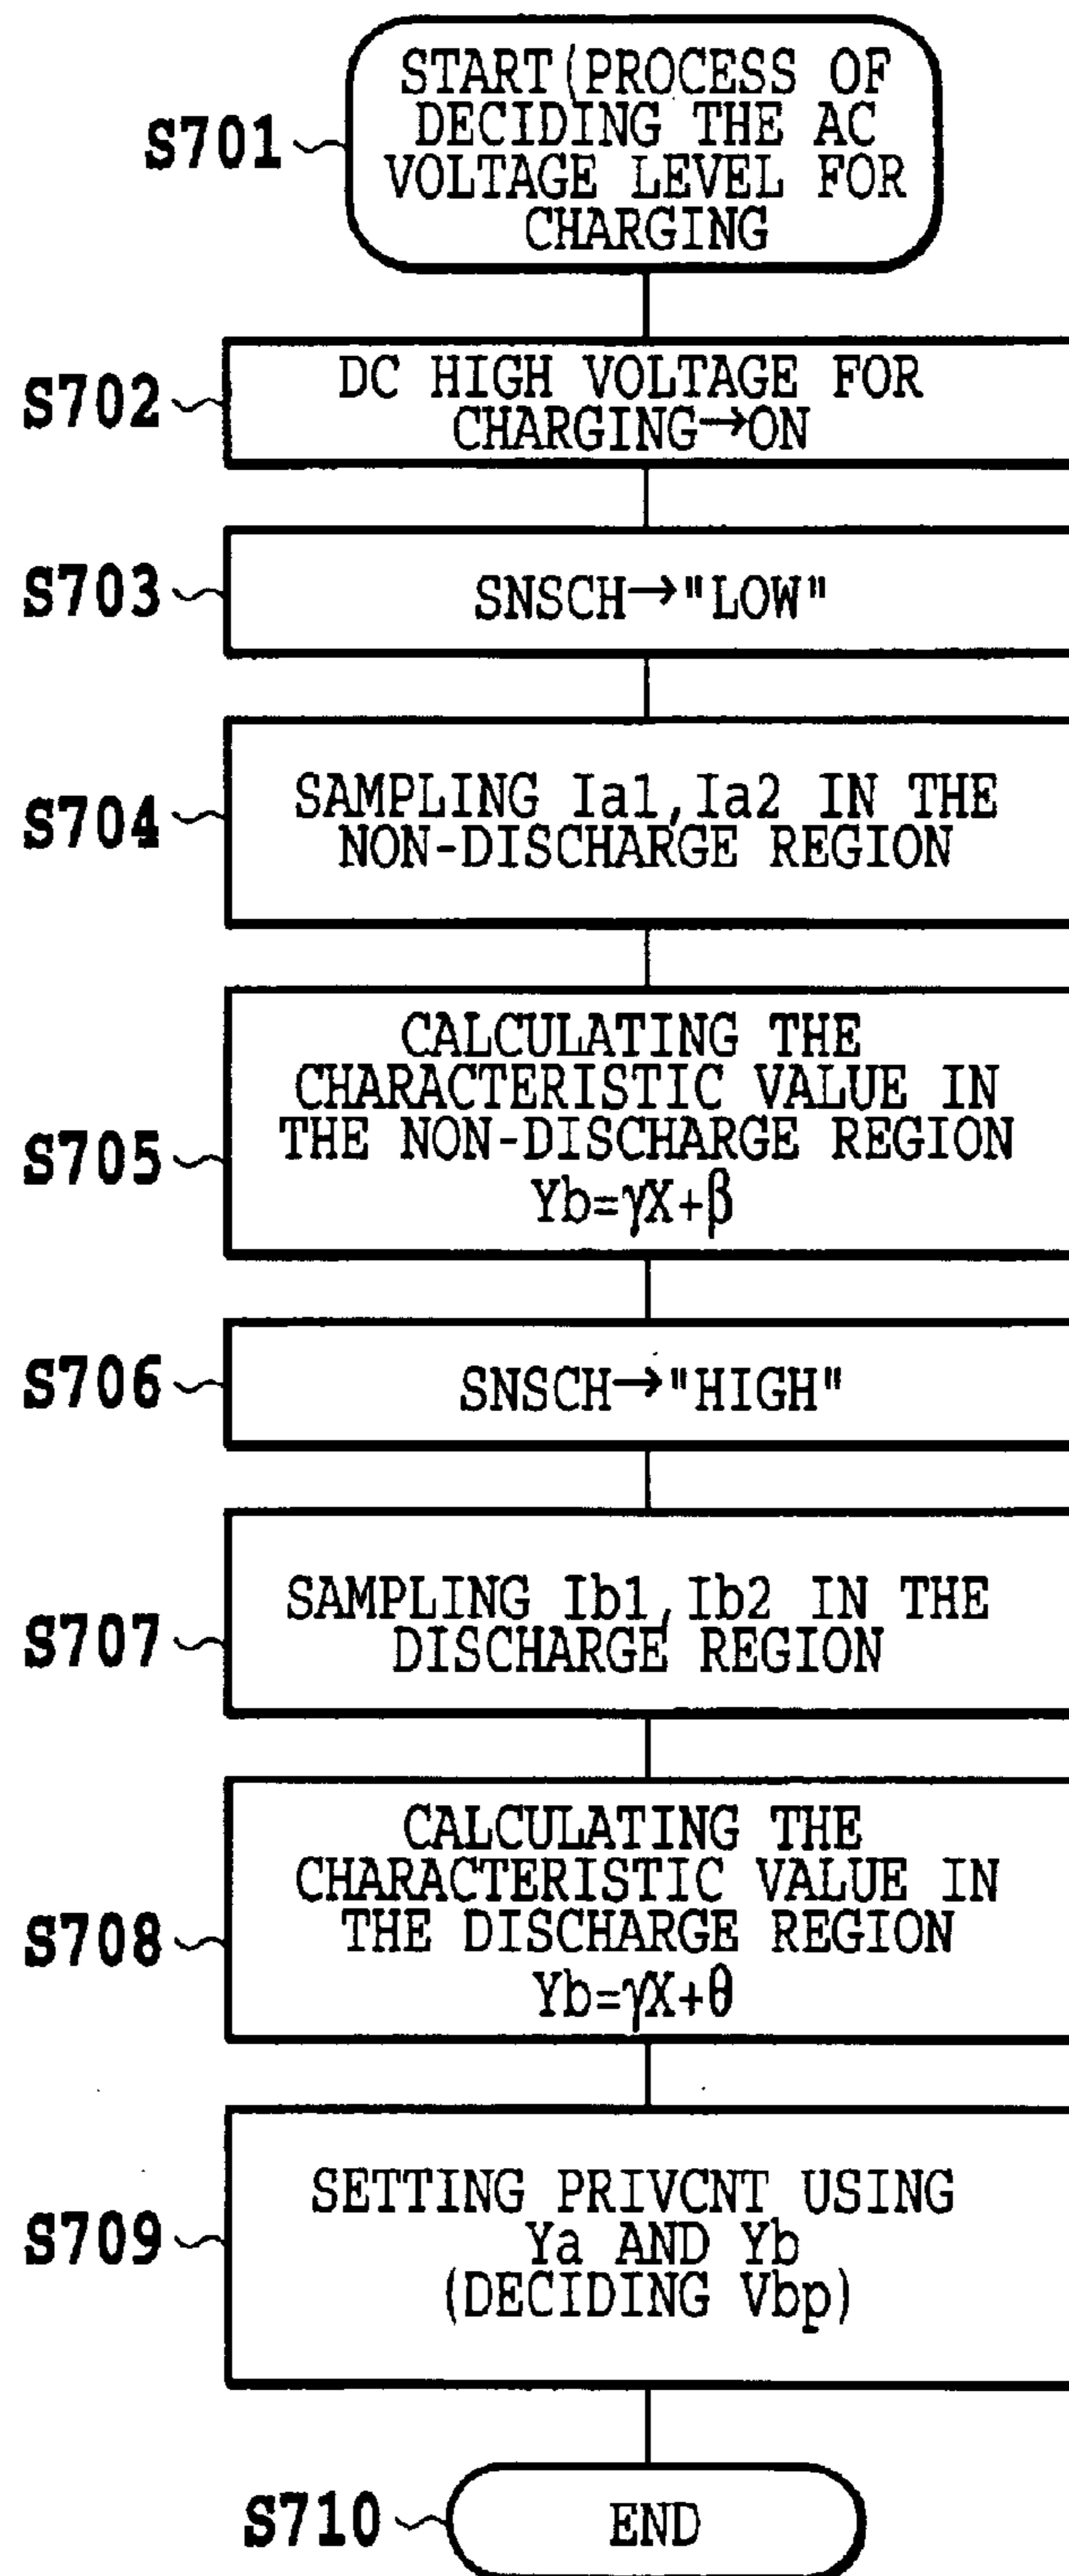 START(PROCESS OF
DECIDING THE AC
VOLTAGE LEVEL FOR
CHARGING
S701
DC HIGH VOLTAGE FOR
CHARGING→ON
S702
SNSCH→"LOW"
S703
SAMPLING Ia1,Ia2 IN THE
NON-DISCHARGE REGION
S704
CALCULATING THE
CHARACTERISTIC VALUE IN
THE NON-DISCHARGE REGION
Yb=γX+β
S705
SNSCH→"HIGH"
S706
SAMPLING Ib1,Ib2 IN THE
DISCHARGE REGION
S707
CALCULATING THE
CHARACTERISTIC VALUE IN
THE DISCHARGE REGION
Yb=γX+θ
S708
SETTING PRIVCNT USING
Ya AND Yb
(DECIDING Vbp)
S709
END
S710